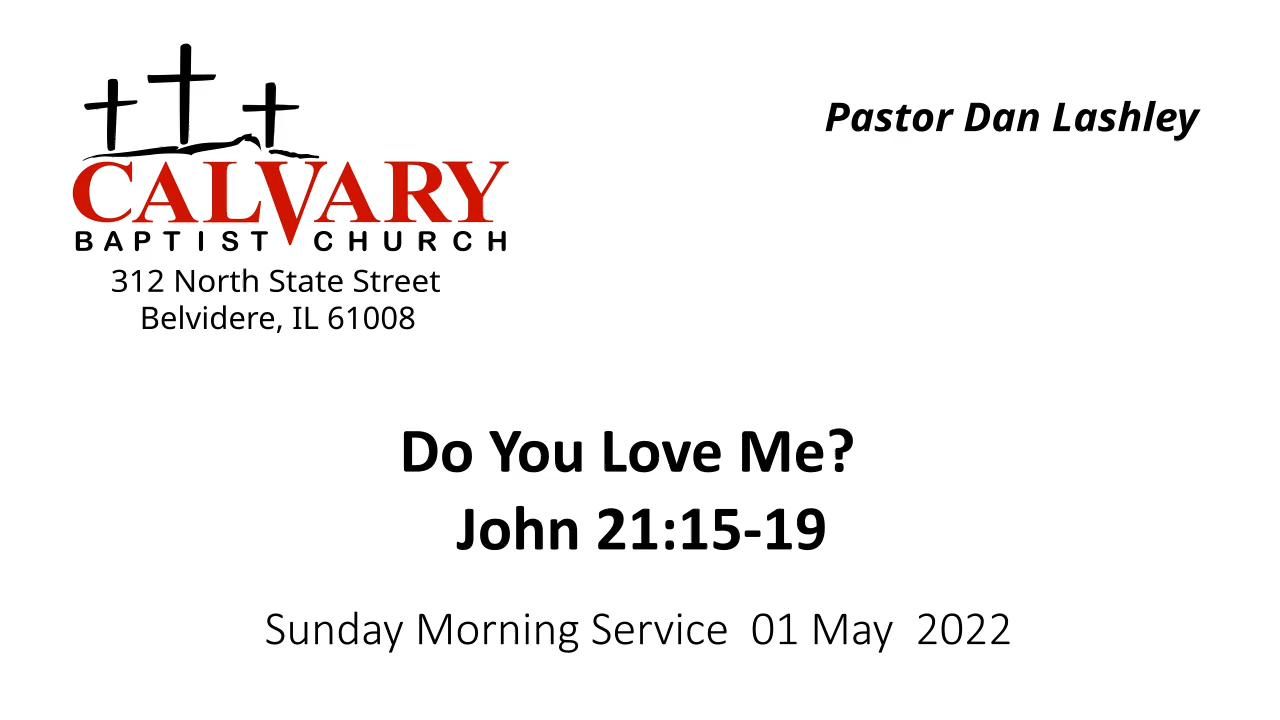 Pastor Dan Lashley
CALVARY
BAPTIST CHURCH
312 North State Street
Belvidere, IL 61008
Do You Love Me?
John 21:15-19
Sunday Morning Service 01 May 2022